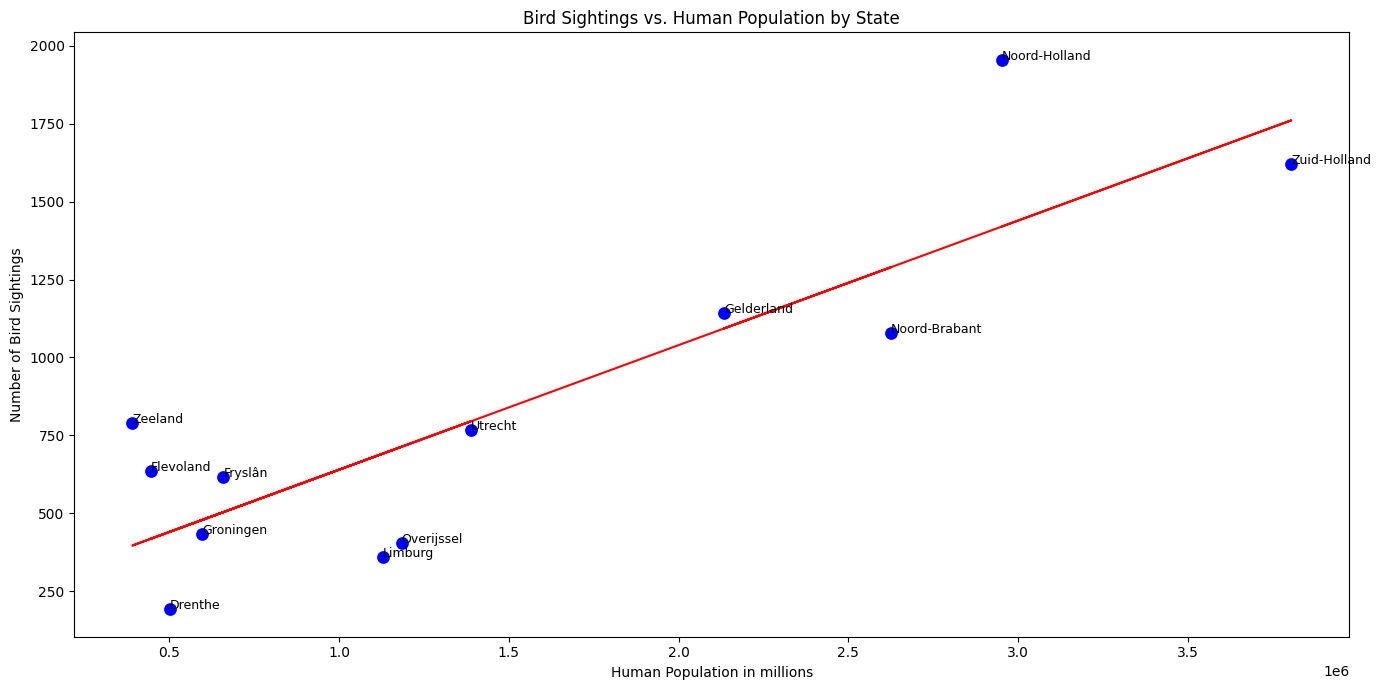 Bird Sightings vs. Human Population by State
Number of Bird Sightings
2000
1750
1500
1250
1000
750
500
250
Noord-Holland
Zuid-Holland
Gelderland
Noord-Brabant
Zeeland
Utrecht
Flevoland
Fryslân
Groningen
Overijssel
Limburg
Drenthe
0.5 1.0 1.5 2.0 2.5 3.0 3.5
1e6
Human Population in millions